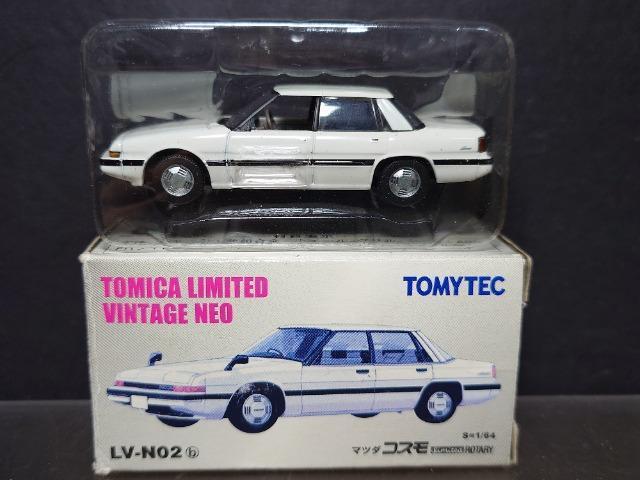 TOMICA LIMITED
VINTAGE NEO
TOMYTEC
S=1/64
LV-N02 b
マツダ コスモ ROTARY